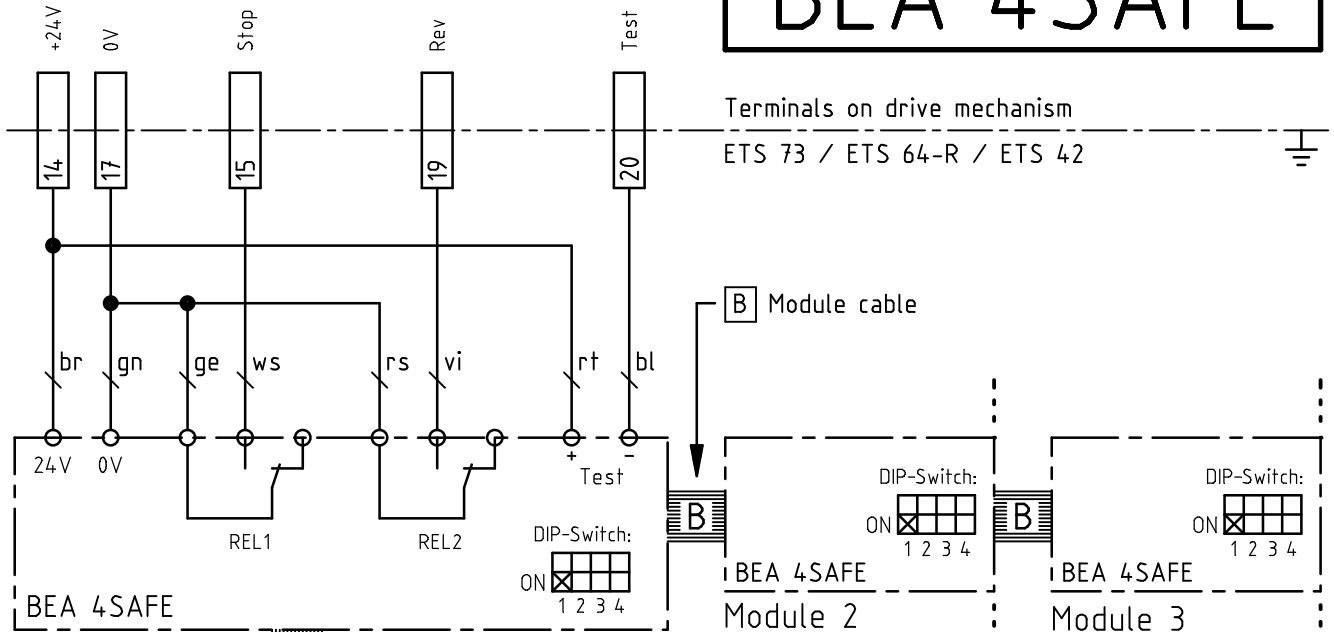 BEA 4SAFE
+24V 0V Stop Rev Test
Terminals on drive mechanism
14 17 15 19 20
ETS 73 / ETS 64-R / ETS 42
B Module cable
br gn ge ws rs vi rt bl
24V 0V + -
Test
REL1 REL2
DIP-Switch:
ON
1 2 3 4
BEA 4SAFE
B
DIP-Switch:
ON
1 2 3 4
BEA 4SAFE
Module 2
B
DIP-Switch:
ON
1 2 3 4
BEA 4SAFE
Module 3